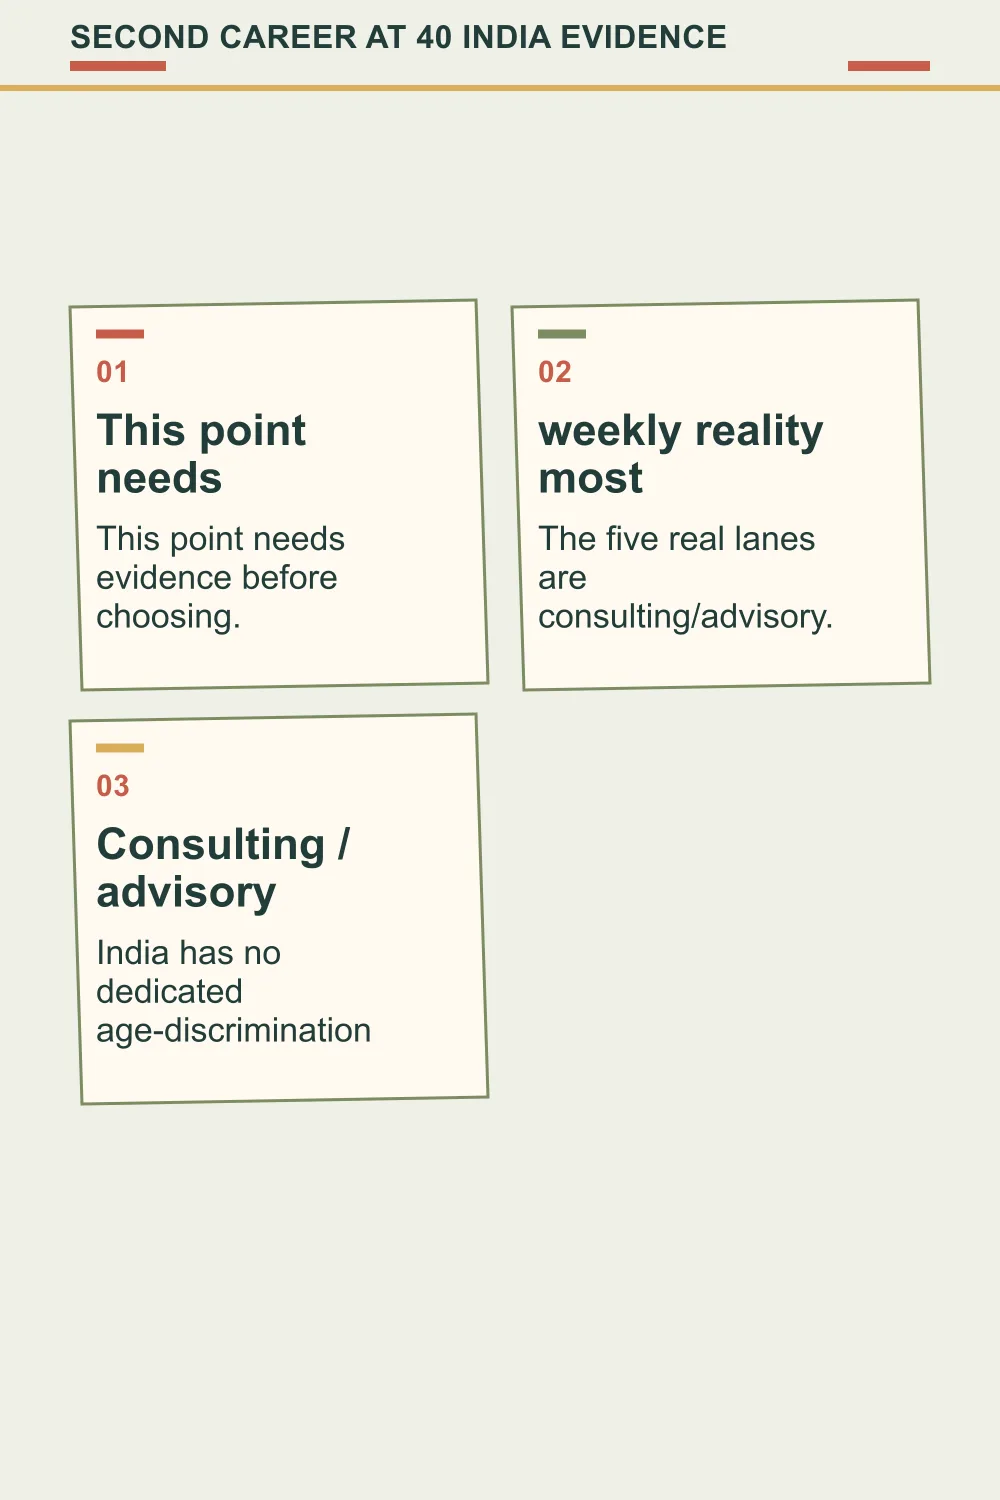 SECOND CAREER AT 40 INDIA EVIDENCE
01
This point
needs
This point needs
evidence before
choosing.
02
weekly reality
most
The five real lanes
are
consulting/advisory.
03
Consulting /
advisory
India has no
dedicated
age-discrimination